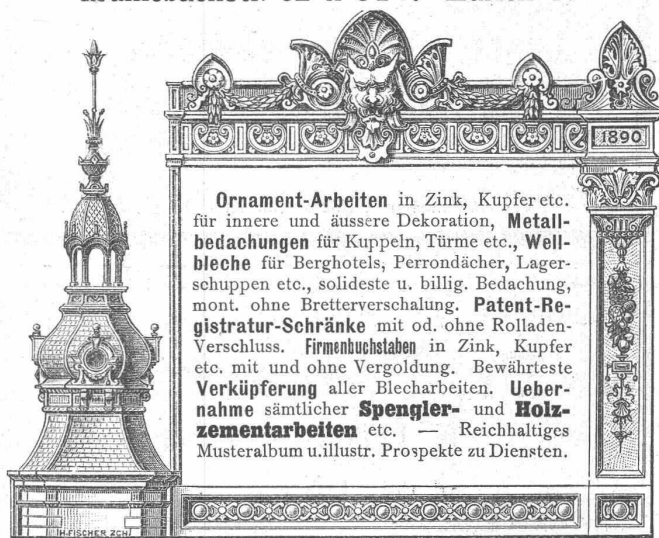 1890
Ornament-Arbeiten in Zink, Kupfer etc.
für innere und äussere Dekoration, Metall-
bedachungen für Kuppeln, Türme etc., Well-
bleche für Berghotels, Perrondächer, Lager-
schuppen etc., solideste u. billig. Bedachung,
mont. ohne Bretterverschalung. Patent-Re-
gistratur-Schränke mit od. ohne Rolladen-
Verschluss. Firmenbuchstaben in Zink, Kupfer
etc. mit und ohne Vergoldung. Bewährteste
Verküpferung aller Blecharbeiten. Ueber-
nahme sämtlicher Spengler- und Holz-
zementarbeiten etc. — Reichhaltiges
Musteralbum u.illustr. Prospekte zu Diensten.
H. FISCHER ZCH